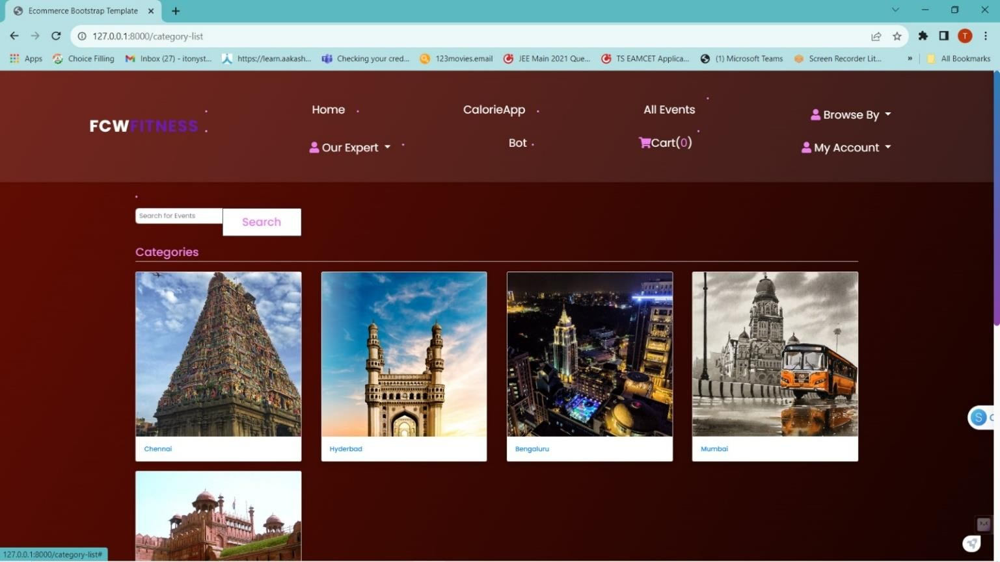 Ecommerce Bootstrap Template
127.0.0.1:8000/category-list
T
Apps Choice Filling Inbox (27) - itonyst... https://learn.aakash... Checking your cred... 123movies.email JEE Main 2021 Que... TS EAMCET Applica... (1) Microsoft Teams Screen Recorder Lit... » All Bookmarks
FCWFITNESS
Home CalorieApp All Events Browse By
Our Expert Bot Cart(0) My Account
Search for Events Search
Categories
Chennai Hyderbad Bengaluru Mumbai
S
127.0.0.1:8000/category-list#